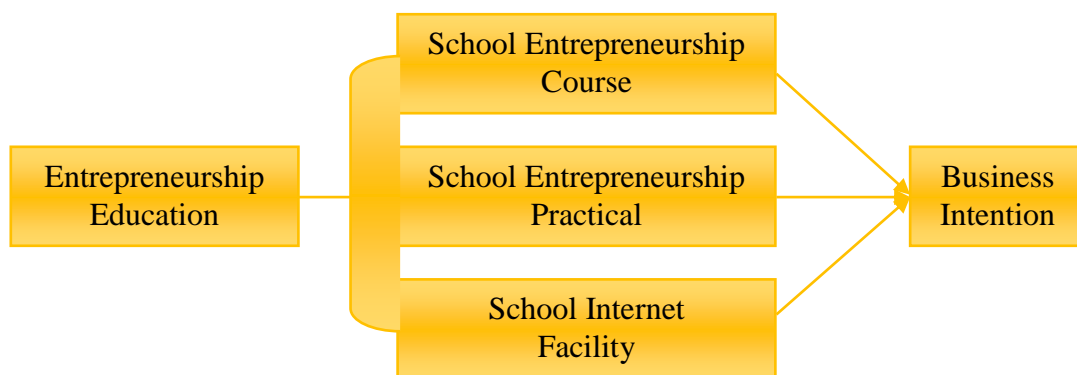 School Entrepreneurship
Course
Entrepreneurship
Education
School Entrepreneurship
Practical
Business
Intention
School Internet
Facility